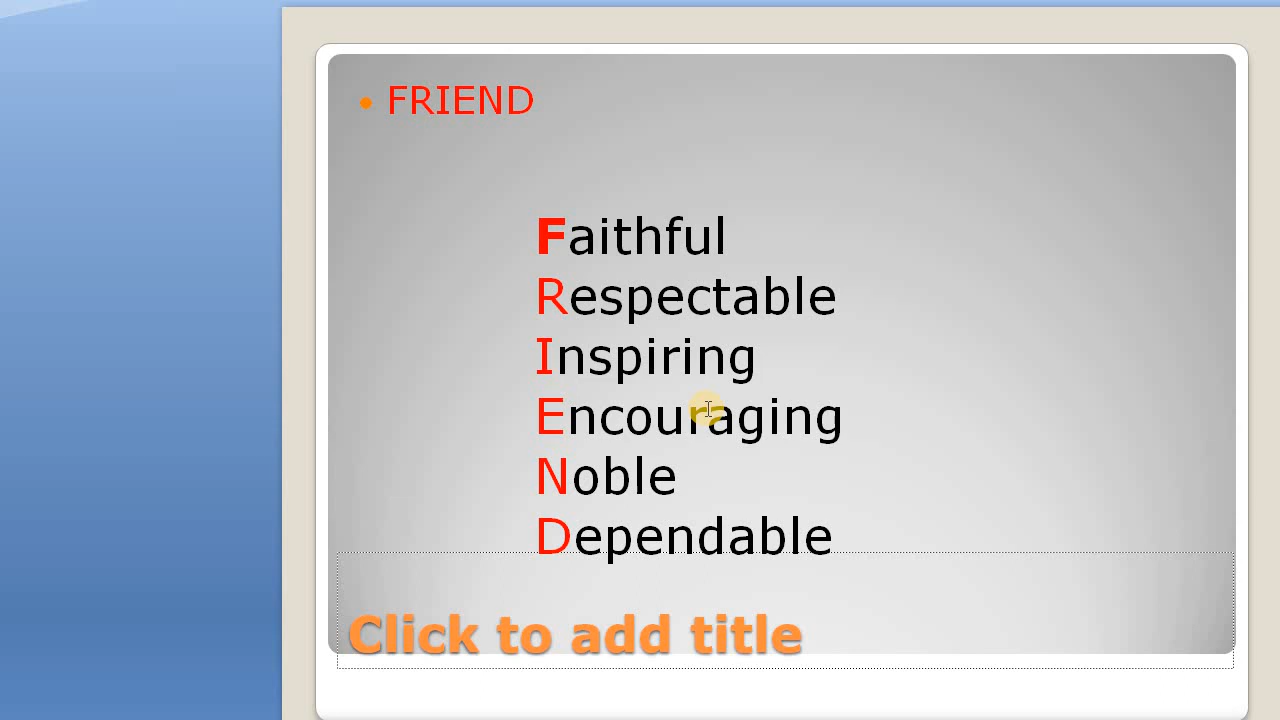 FRIEND
Faithful
Respectable
Inspiring
Encouraging
Noble
Dependable
Click to add title